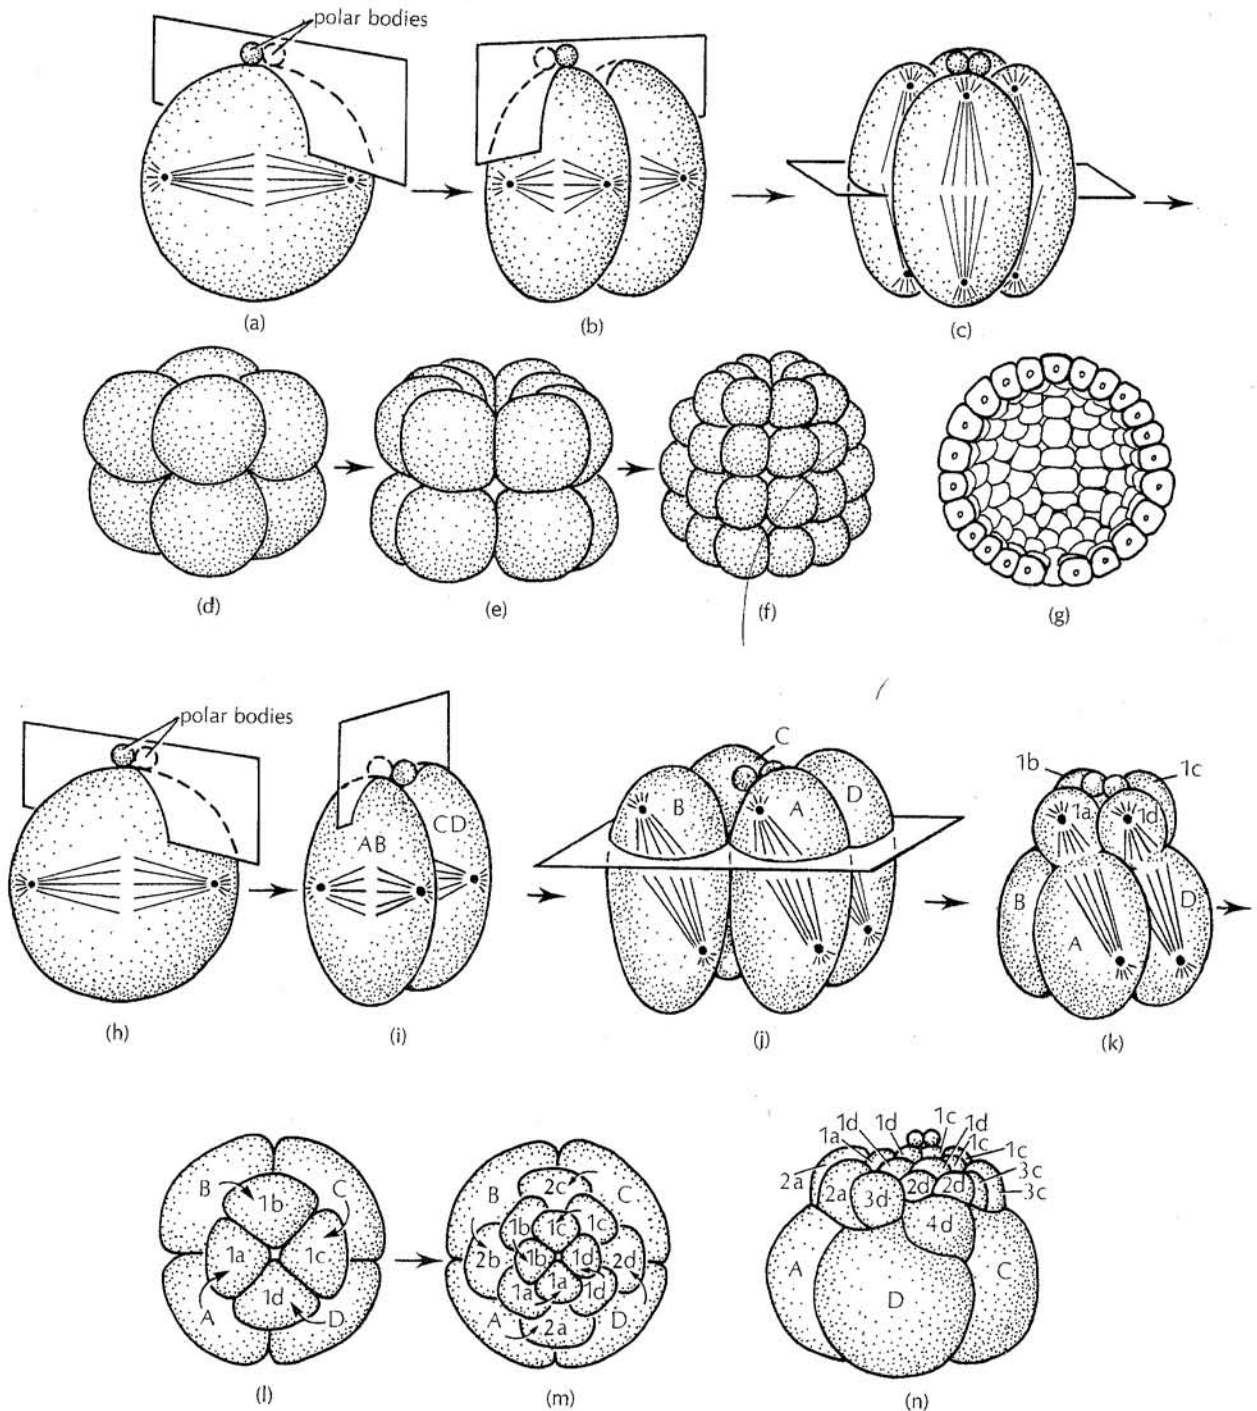 polar bodies
(a)
(b)
(c)
(d)
(e)
(f)
(g)
polar bodies
AB
CD
C
B
A
D
1b
1c
1a
1d
B
A
D
(h)
(i)
(j)
(k)
B
1b
C
1a
1c
A
1d
D
2c
B
C
1b
1c
1c
2b
1b
1d
2d
1a
1a
1d
A
2a
D
1c
1d
1d
1d
1a
1c
1c
2a
3c
2a
3d
2d
2d
3c
4d
A
D
C
(l)
(m)
(n)